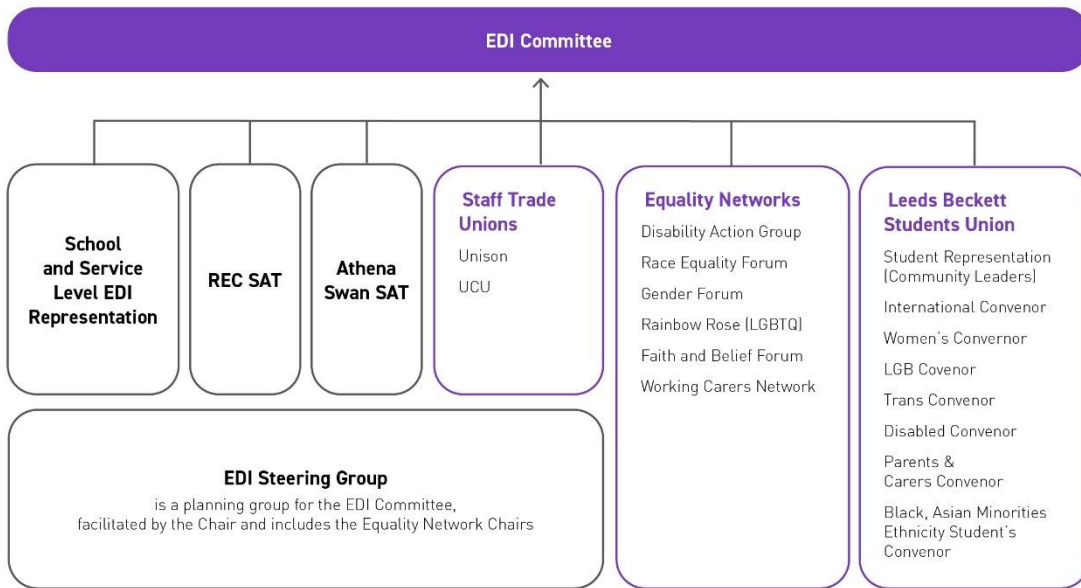 EDI Committee
School
and Service
Level EDI
Representation
REC SAT
Athena
Swan SAT
Staff Trade
Unions
Unison
UCU
Equality Networks
Disability Action Group
Race Equality Forum
Gender Forum
Rainbow Rose (LGBTQ)
Faith and Belief Forum
Working Carers Network
Leeds Beckett
Students Union
Student Representation
(Community Leaders)
International Convenor
Women's Convernor
LGB Covenor
Trans Convenor
Disabled Convenor
Parents &
Carers Convenor
Black, Asian Minorities
Ethnicity Student's
Convenor
EDI Steering Group
is a planning group for the EDI Committee,
facilitated by the Chair and includes the Equality Network Chairs